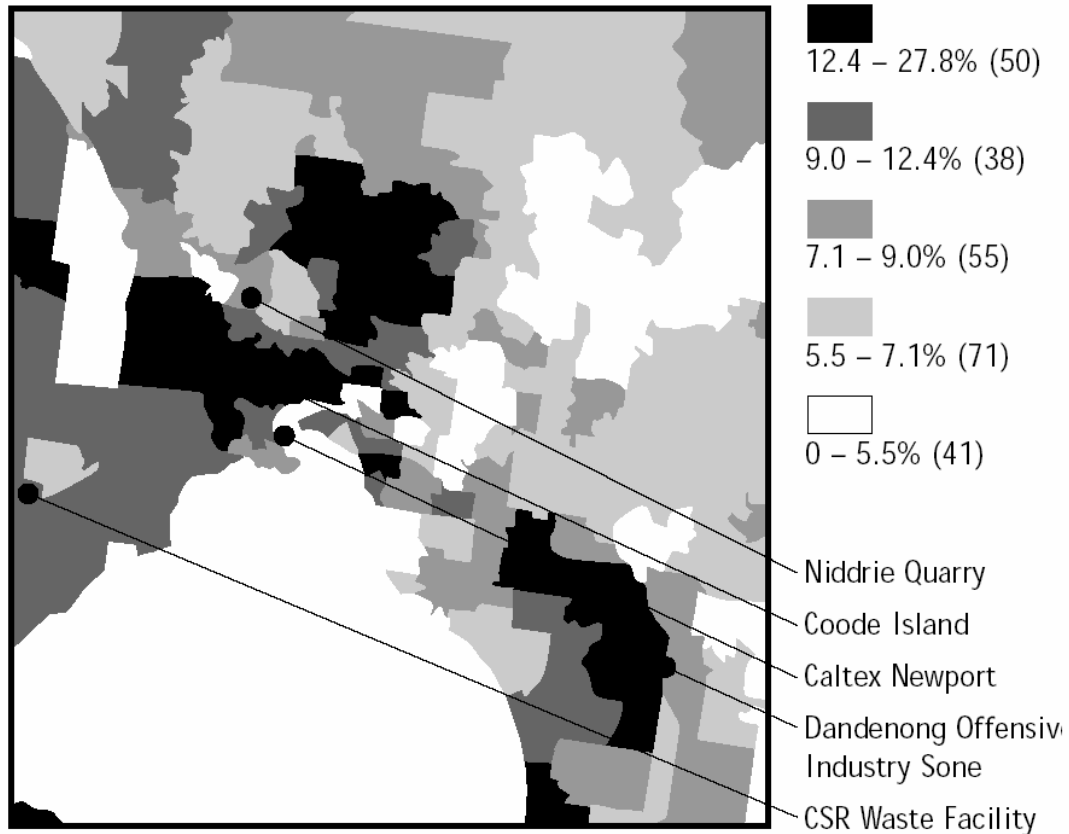 12.4 – 27.8% (50)
9.0 – 12.4% (38)
7.1 – 9.0% (55)
5.5 – 7.1% (71)
0 – 5.5% (41)
Niddrie Quarry
Coode Island
Caltex Newport
Dandenong Offensiv
Industry Sone
CSR Waste Facility